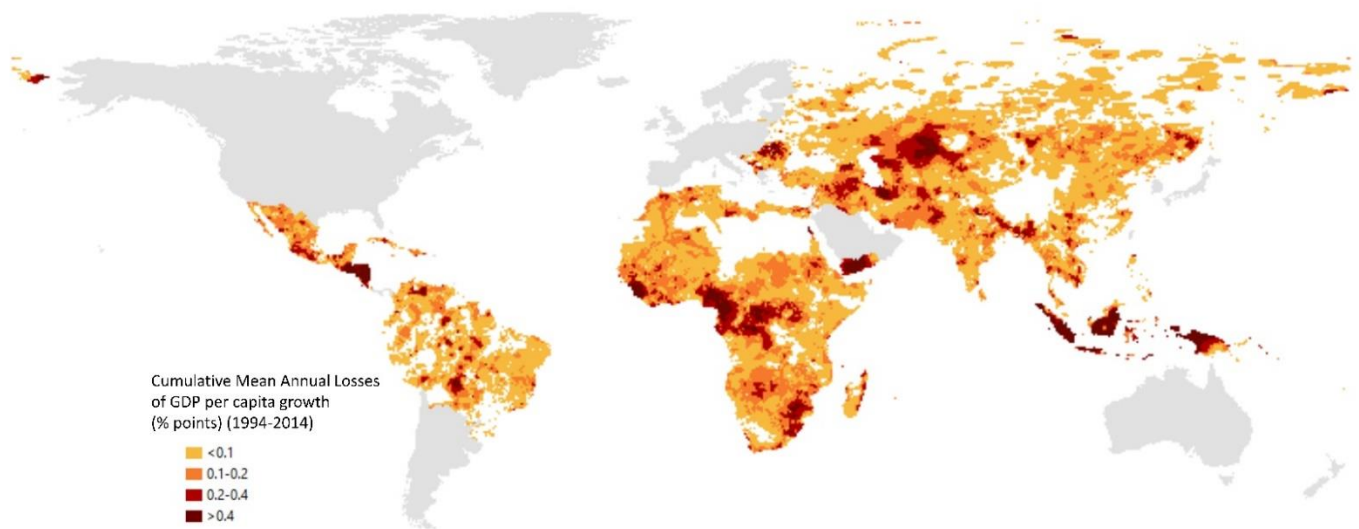 Cumulative Mean Annual Losses
of GDP per capita growth
(% points) (1994-2014)
<0.1
0.1-0.2
0.2-0.4
>0.4